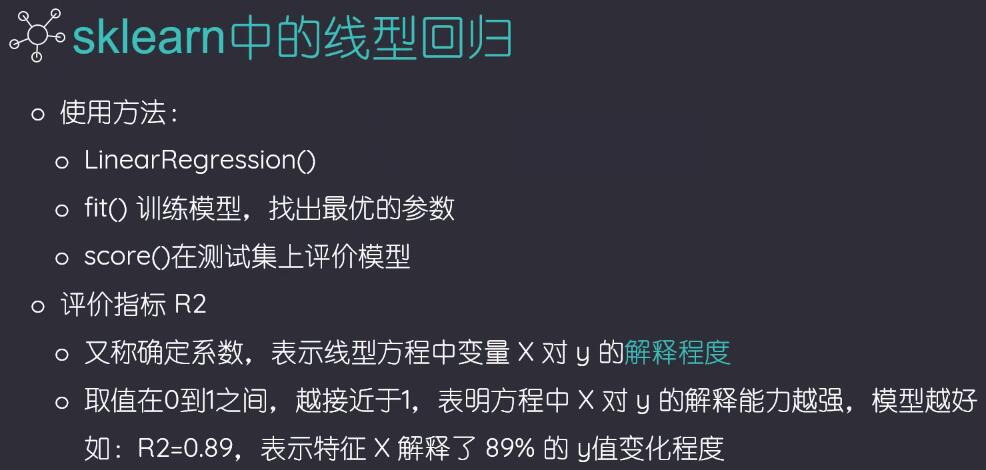 sklearn中的线型回归
使用方法：
LinearRegression()
fit() 训练模型，找出最优的参数
score()在测试集上评价模型
评价指标 R2
又称确定系数，表示线型方程中变量 X 对 y 的解释程度
取值在0到1之间，越接近于1，表明方程中 X 对 y 的解释能力越强，模型越好
如：R2=0.89，表示特征 X 解释了 89% 的 y值变化程度